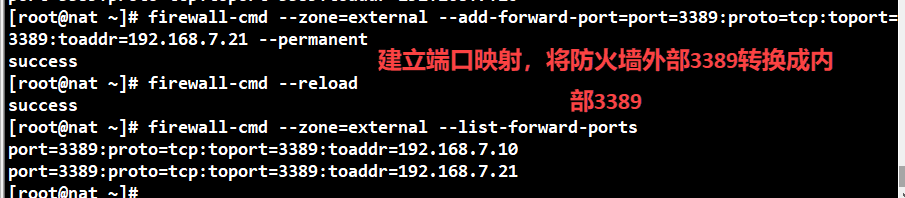 [root@nat ~]# firewall-cmd --zone=external --add-forward-port=port=3389:proto=tcp:toport=
3389:toaddr=192.168.7.21 --permanent
success
建立端口映射，将防火墙外部3389转换成内
[root@nat ~]# firewall-cmd --reload
部3389
success
[root@nat ~]# firewall-cmd --zone=external --list-forward-ports
port=3389:proto=tcp:toport=3389:toaddr=192.168.7.10
port=3389:proto=tcp:toport=3389:toaddr=192.168.7.21
[root@nat ~]#